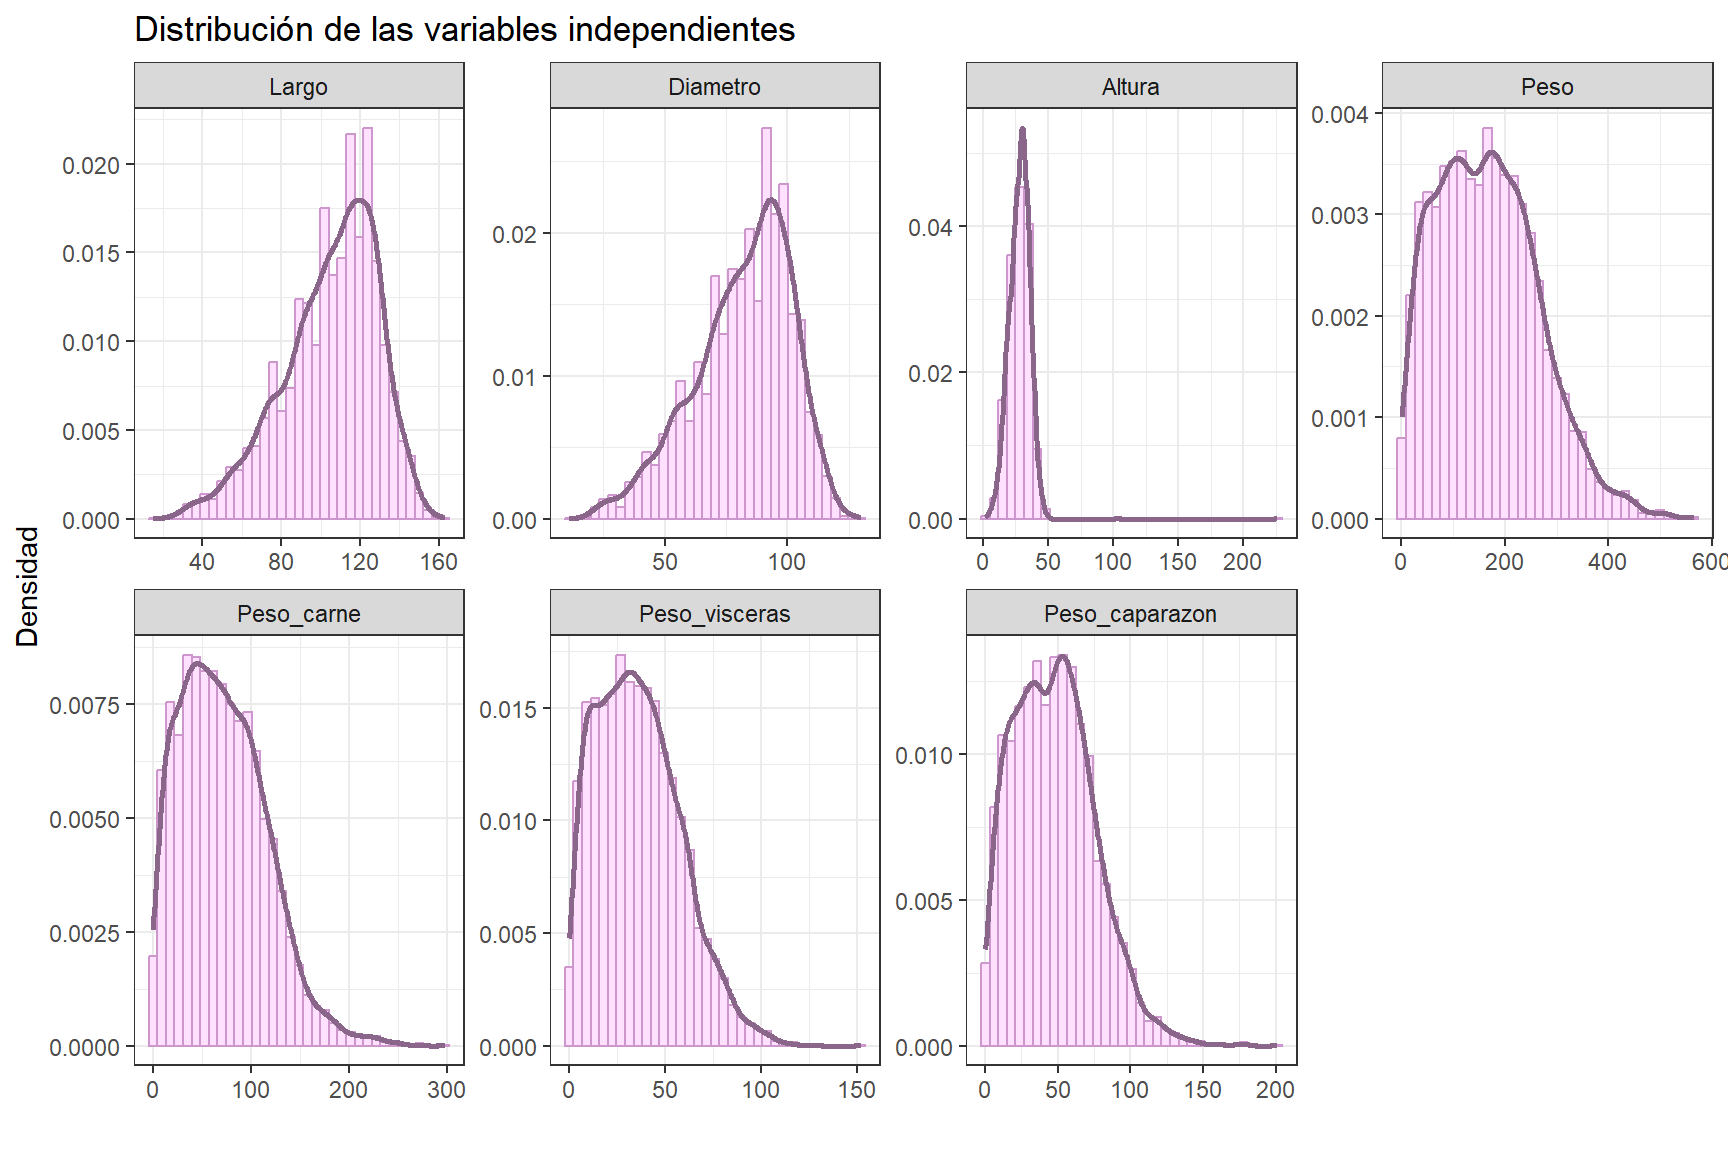 Distribución de las variables independientes
Largo
Diametro
Altura
Peso
0.020
0.015
0.010
0.005
0.000
40 80 120 160
0.02
0.01
0.00
50 100
0.04
0.02
0.00
0 50 100 150 200
0.004
0.003
0.002
0.001
0.000
0 200 400 600
Densidad
Peso_carne
Peso_visceras
Peso_caparazon
0.0075
0.0050
0.0025
0.0000
0 100 200 300
0.015
0.010
0.005
0.000
0 50 100 150
0.010
0.005
0.000
0 50 100 150 200